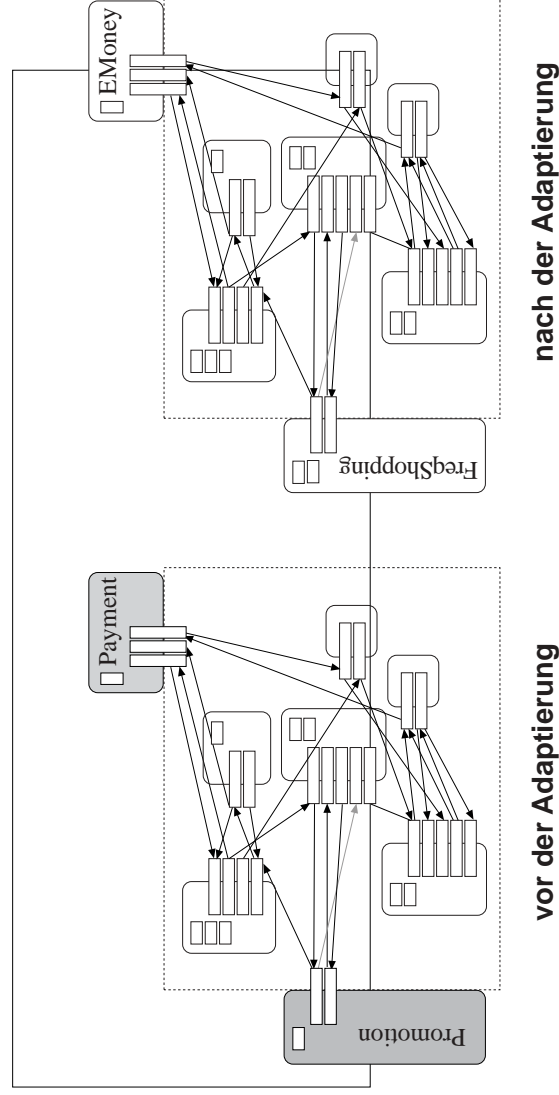 Payment
Promotion
vor der Adaptierung
EMoney
FreqShopping
nach der Adaptierung